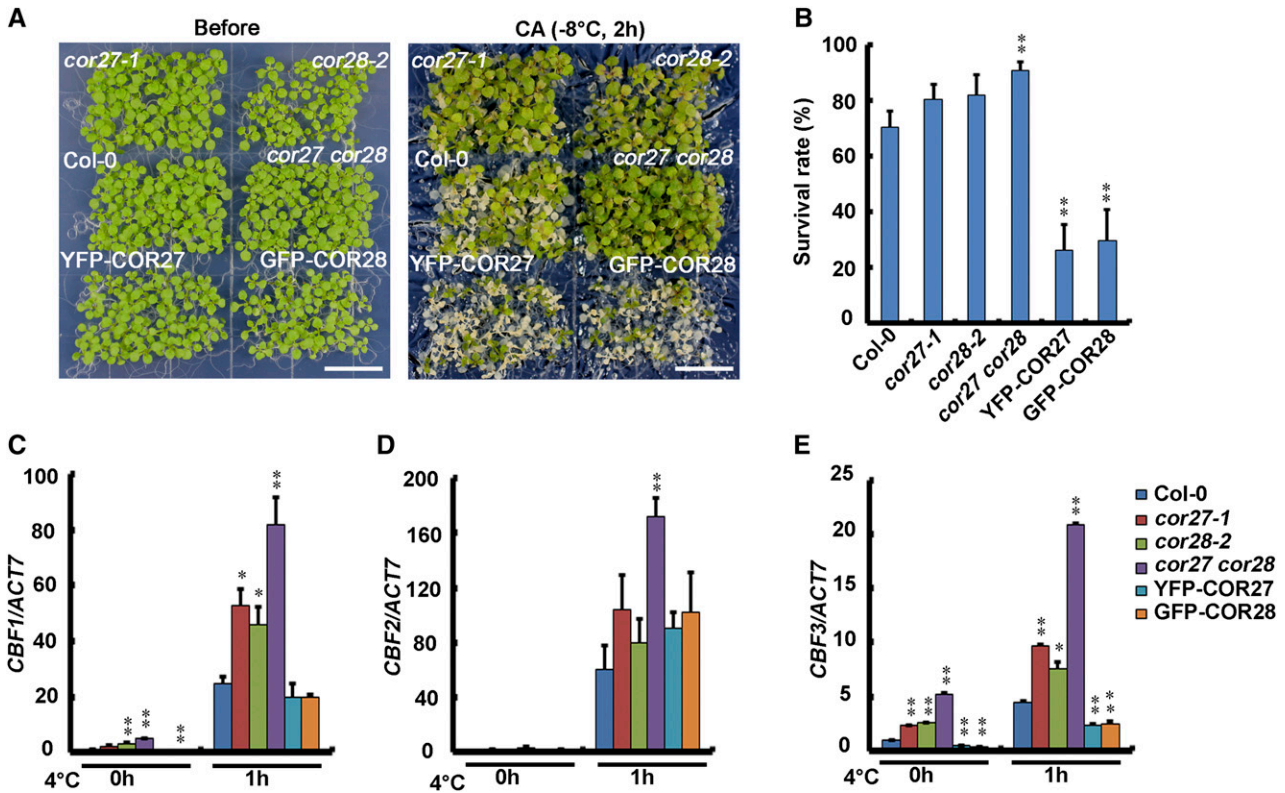 A
Before
CA (-8°C, 2h)
cor27-1
cor28-2
Col-0
cor27 cor28
YFP-COR27
GFP-COR28
cor27-1
cor28-2
Col-0
cor27 cor28
YFP-COR27
GFP-COR28
B
Survival rate (%)
100
80
60
40
20
0
**
**
**
Col-0
cor27-1
cor28-2
cor27 cor28
YFP-COR27
GFP-COR28
C
CBF1/ACT7
100
80
60
40
20
0
**
**
**
*
*
**
4°C
0h
1h
D
CBF2/ACT7
200
160
120
80
40
0
**
4°C
0h
1h
E
CBF3/ACT7
25
20
15
10
5
0
**
**
**
**
**
**
*
**
**
**
4°C
0h
1h
Col-0
cor27-1
cor28-2
cor27 cor28
YFP-COR27
GFP-COR28